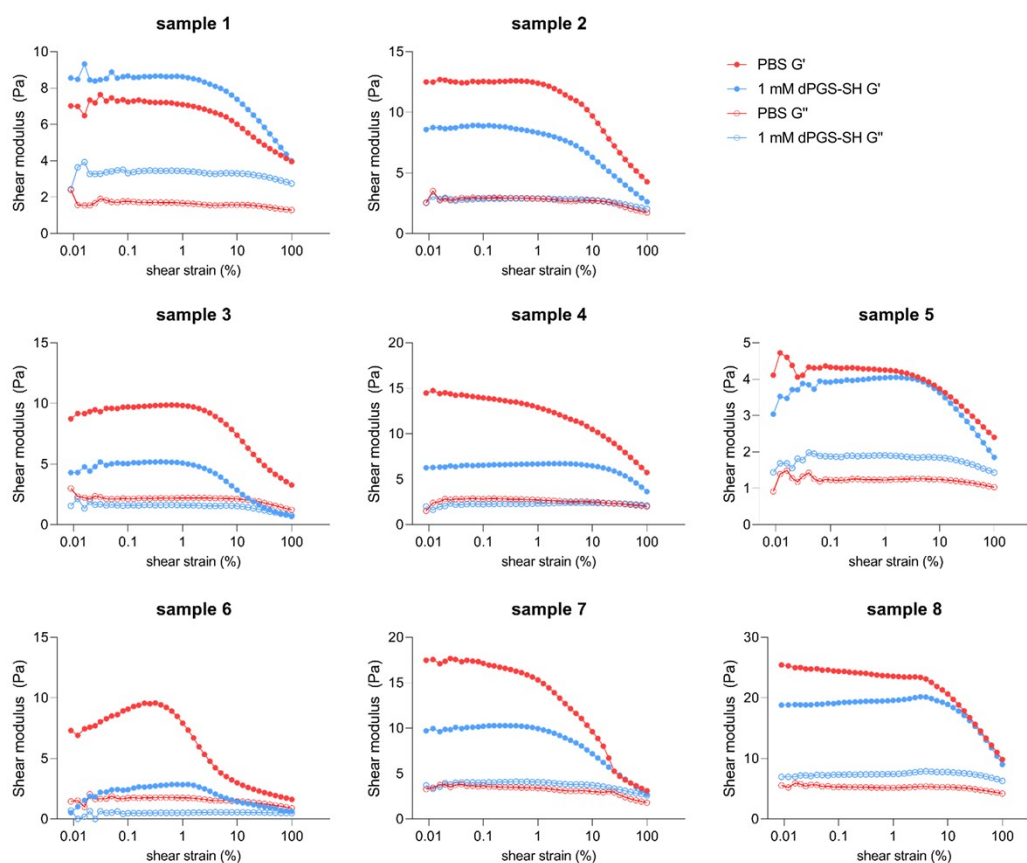 sample 1
sample 2
PBS G'
1 mM dPGS-SH G'
PBS G"
1 mM dPGS-SH G"
Shear modulus (Pa)
10
8
6
4
2
0
0.01 0.1 1 10 100
shear strain (%)
Shear modulus (Pa)
15
10
5
0
0.01 0.1 1 10 100
shear strain (%)
sample 3
sample 4
sample 5
Shear modulus (Pa)
15
10
5
0
0.01 0.1 1 10 100
shear strain (%)
Shear modulus (Pa)
20
15
10
5
0
0.01 0.1 1 10 100
shear strain (%)
Shear modulus (Pa)
5
4
3
2
1
0
0.01 0.1 1 10 100
shear strain (%)
sample 6
sample 7
sample 8
Shear modulus (Pa)
15
10
5
0
0.01 0.1 1 10 100
shear strain (%)
Shear modulus (Pa)
20
15
10
5
0
0.01 0.1 1 10 100
shear strain (%)
Shear modulus (Pa)
30
20
10
0
0.01 0.1 1 10 100
shear strain (%)